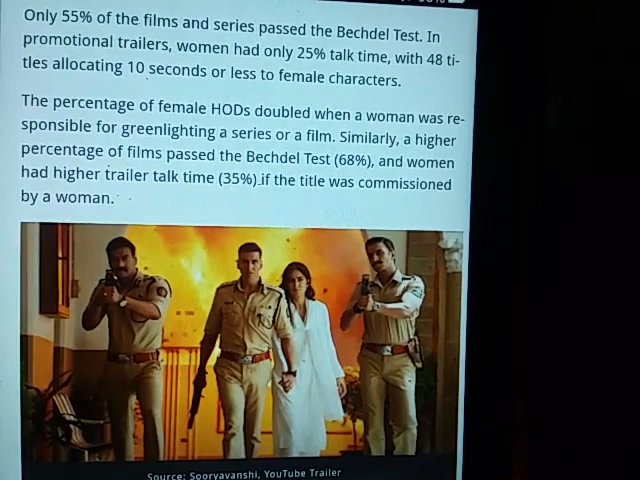 Only 55% of the films and series passed the Bechdel Test. In
promotional trailers, women had only 25% talk time, with 48 ti-
tles allocating 10 seconds or less to female characters.
The percentage of female HODs doubled when a woman was re-
sponsible for greenlighting a series or a film. Similarly, a higher
percentage of films passed the Bechdel Test (68%), and women
had higher trailer talk time (35%) if the title was commissioned
by a woman.
Source: Sooryavanshi, YouTube Trailer